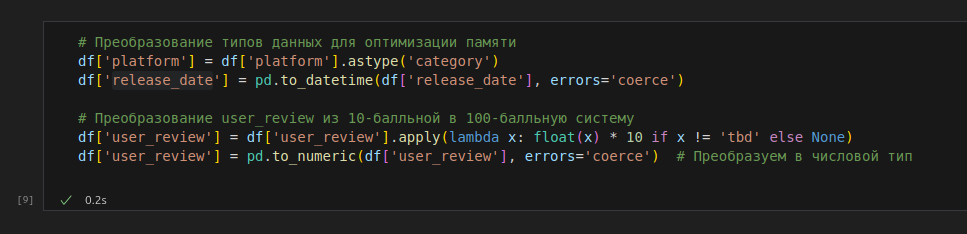 # Преобразование типов данных для оптимизации памяти
df['platform'] = df['platform'].astype('category')
df['release_date'] = pd.to_datetime(df['release_date'], errors='coerce')
# Преобразование user_review из 10-балльной в 100-балльную систему
df['user_review'] = df['user_review'].apply(lambda x: float(x) * 10 if x != 'tbd' else None)
df['user_review'] = pd.to_numeric(df['user_review'], errors='coerce')  # Преобразуем в числовой тип
[9] ✓ 0.2s